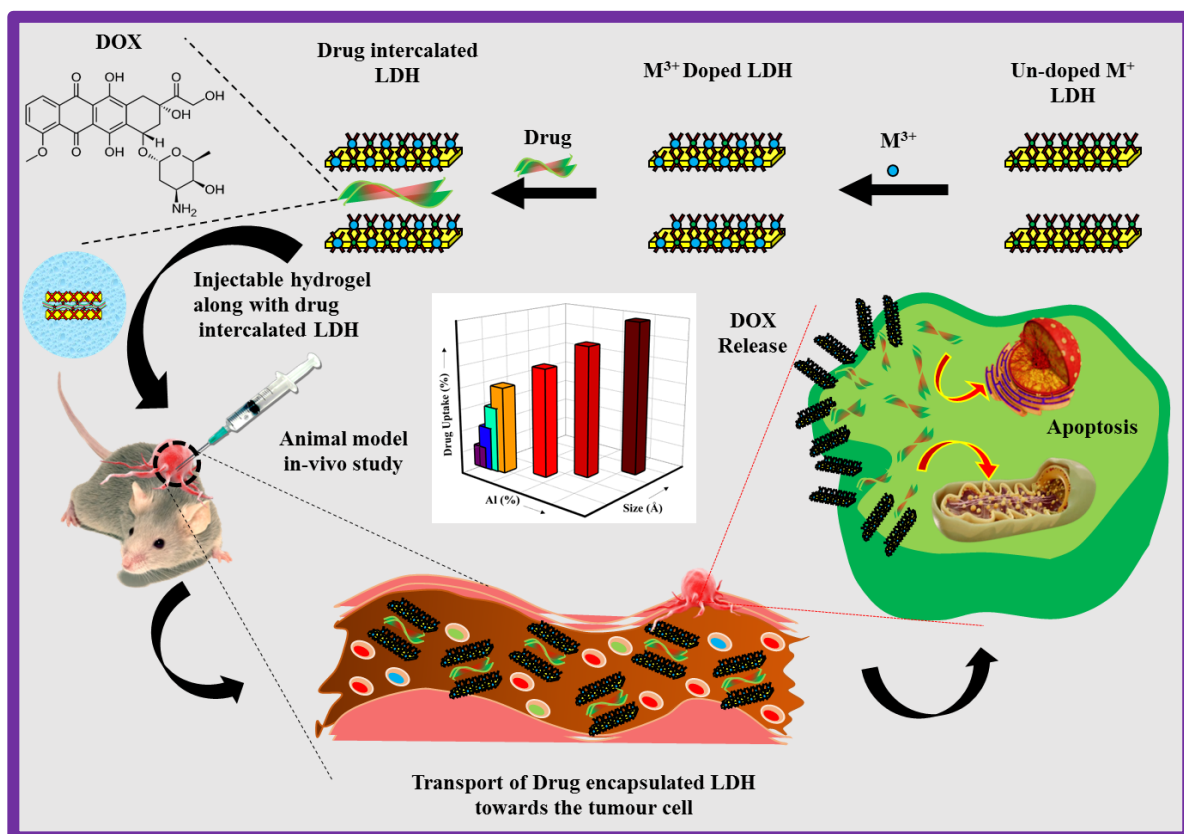 DOX
O
OH
O
OH
OH
O
O
OH
O
H
O
O
OH
NH₂
Drug intercalated
LDH
M³⁺ Doped LDH
Un-doped M⁺
LDH
Drug
M³⁺
Injectable hydrogel
along with drug
intercalated LDH
Animal model
in-vivo study
Drug Uptake (%)
Al (%)
Size (Å)
DOX
Release
Apoptosis
Transport of Drug encapsulated LDH
towards the tumour cell